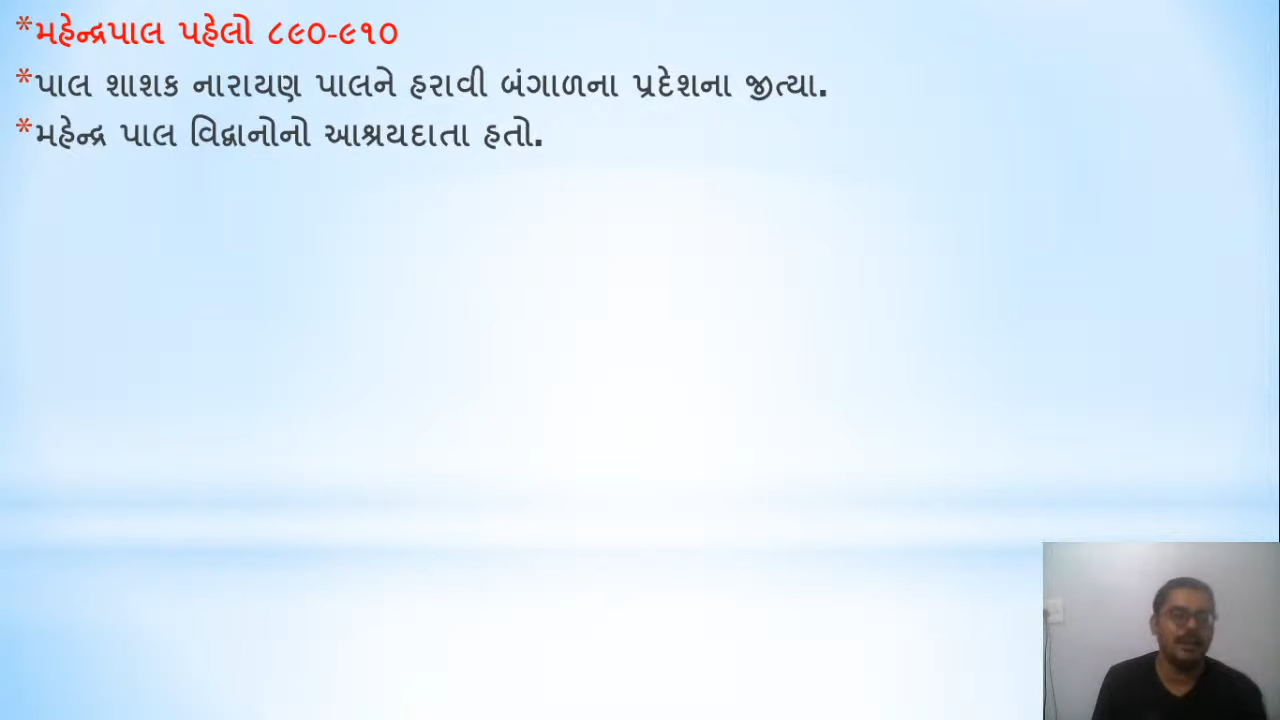 *મહેન્દ્રપાલ પહેલો ૮૯૦-૯૧૦
*પાલ શાશક નારાયણ પાલને હરાવી બંગાળના પ્રદેશના જીત્યા.
*મહેન્દ્ર પાલ વિદ્વાનોનો આશ્રયદાતા હતો.